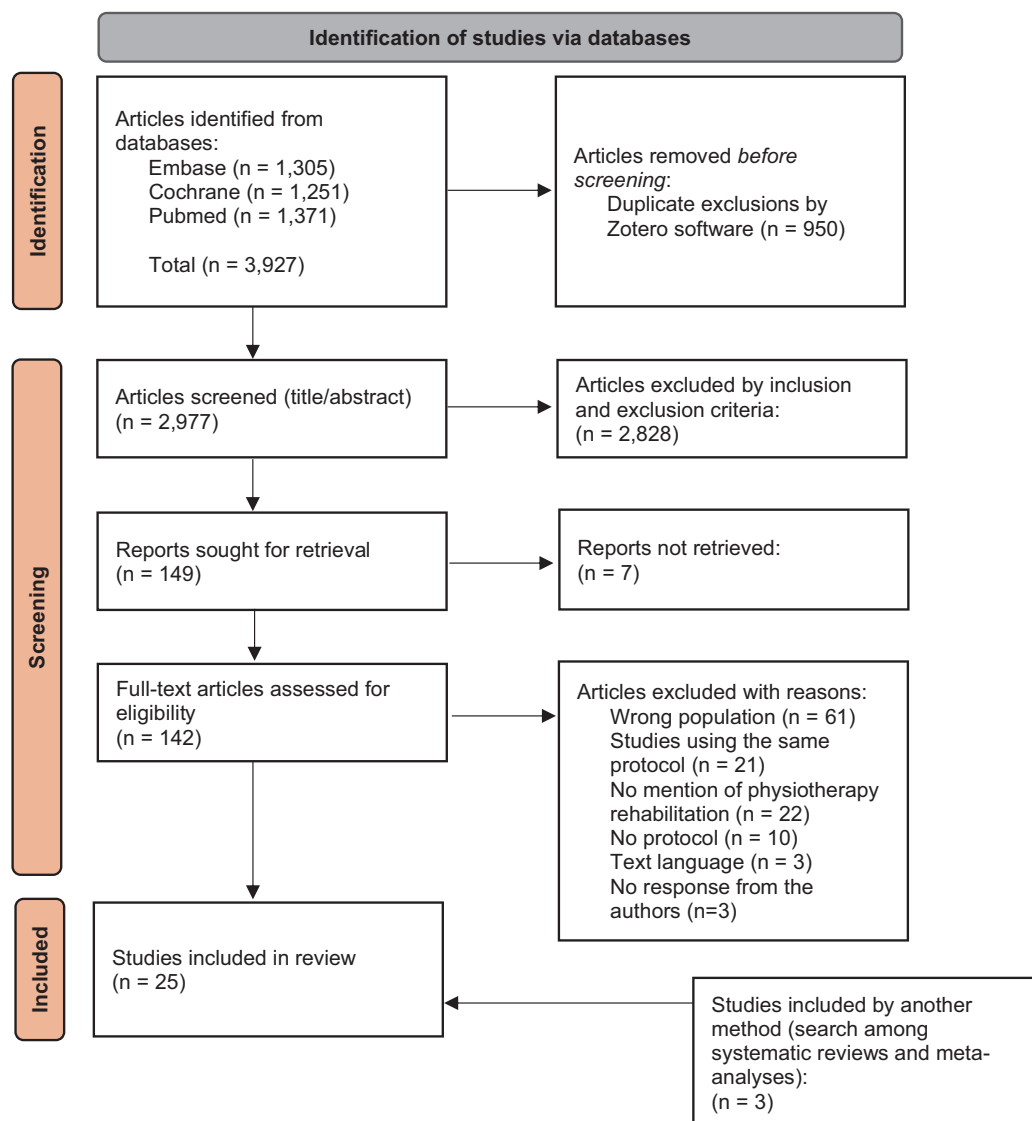 Identification of studies via databases
Identification
Articles identified from
databases:
Embase (n = 1,305)
Cochrane (n = 1,251)
Pubmed (n = 1,371)
Total (n = 3,927)
Articles removed before
screening:
Duplicate exclusions by
Zotero software (n = 950)
Screening
Articles screened (title/abstract)
(n = 2,977)
Articles excluded by inclusion
and exclusion criteria:
(n = 2,828)
Reports sought for retrieval
(n = 149)
Reports not retrieved:
(n = 7)
Full-text articles assessed for
eligibility
(n = 142)
Articles excluded with reasons:
Wrong population (n = 61)
Studies using the same
protocol (n = 21)
No mention of physiotherapy
rehabilitation (n = 22)
No protocol (n = 10)
Text language (n = 3)
No response from the
authors (n=3)
Included
Studies included in review
(n = 25)
Studies included by another
method (search among
systematic reviews and meta-
analyses):
(n = 3)